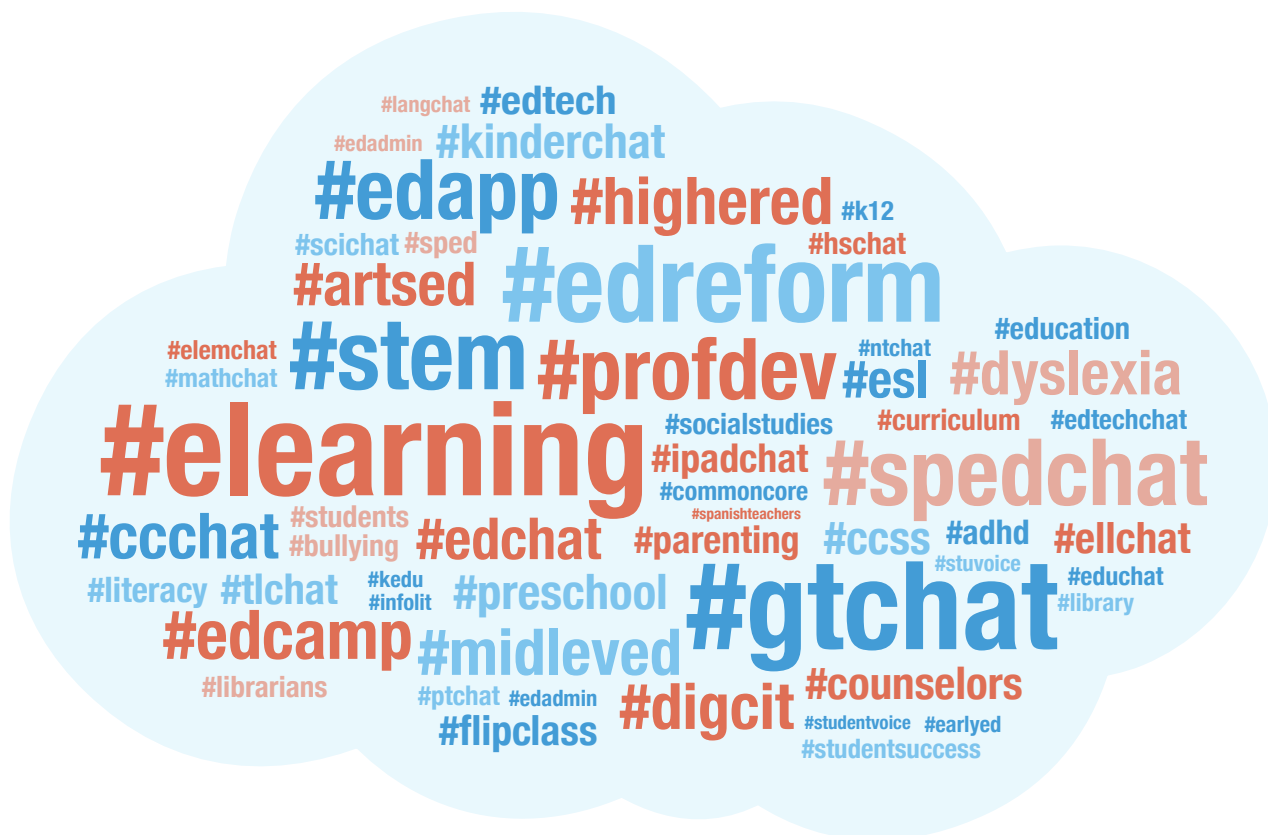 #langchat #edtech
#edadmin #kinderchat
#edapp #highered #k12
#scichat #sped #hschat
#artsed #edreform
#education
#elemchat #stem #profdev #ntchat
#mathchat #esl #dyslexia
#elearning #socialstudies #curriculum #edtechchat
#ipadchat #spedchat
#commoncore
#spanishteachers
#ccchat #students #edchat #parenting #ccss #adhd #ellchat
#bullying
#stuvoice
#literacy #tlchat #kedu #preschool #gtchat #educhat
#infolit #library
#edcamp #midleved
#librarians #ptchat #edadmin #digcit #counselors
#flipclass #studentvoice #earlyed
#studentsuccess